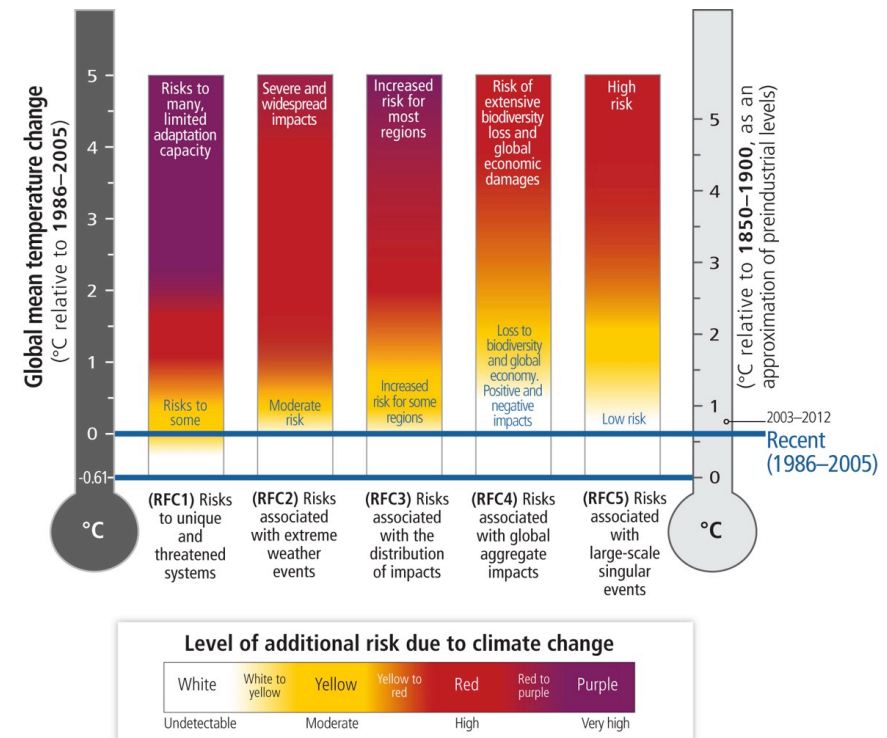 Global mean temperature change
(°C relative to 1986–2005)
5
4
3
2
1
0
-0.61
°C
Risks to
many,
limited
adaptation
capacity
Risks to
some
Severe and
widespread
impacts
Moderate
risk
Increased
risk for
most
regions
Increased
risk for some
regions
Risk of
extensive
biodiversity
loss and
global
economic
damages
Loss to
biodiversity
and global
economy.
Positive and
negative
impacts
High
risk
Low risk
5
4
3
2
1
0
°C
(°C relative to 1850–1900, as an
approximation of preindustrial levels)
2003–2012
Recent
(1986–2005)
(RFC1) Risks
to unique
and
threatened
systems
(RFC2) Risks
associated
with extreme
weather
events
(RFC3) Risks
associated
with the
distribution
of impacts
(RFC4) Risks
associated
with global
aggregate
impacts
(RFC5) Risks
associated
with
large-scale
singular
events
Level of additional risk due to climate change
White
White to
yellow
Yellow
Yellow to
red
Red
Red to
purple
Purple
Undetectable
Moderate
High
Very high